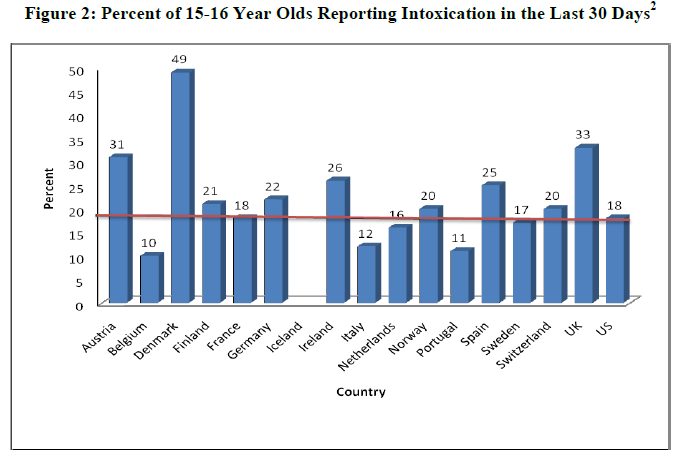 Figure 2: Percent of 15-16 Year Olds Reporting Intoxication in the Last 30 Days2
Percent
50
45
40
35
30
25
20
15
10
5
0
31
10
49
21
18
22
26
12
16
20
11
25
17
20
33
18
Austria
Belgium
Denmark
Finland
France
Germany
Iceland
Ireland
Italy
Netherlands
Norway
Portugal
Spain
Sweden
Switzerland
UK
US
Country